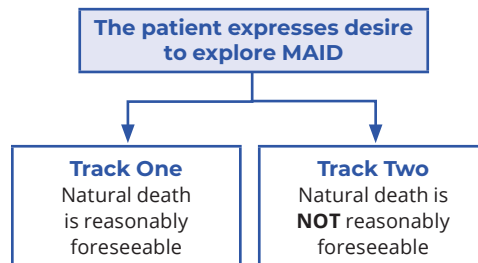 The patient expresses desire
to explore MAID
Track One
Natural death
is reasonably
foreseeable
Track Two
Natural death is
NOT reasonably
foreseeable